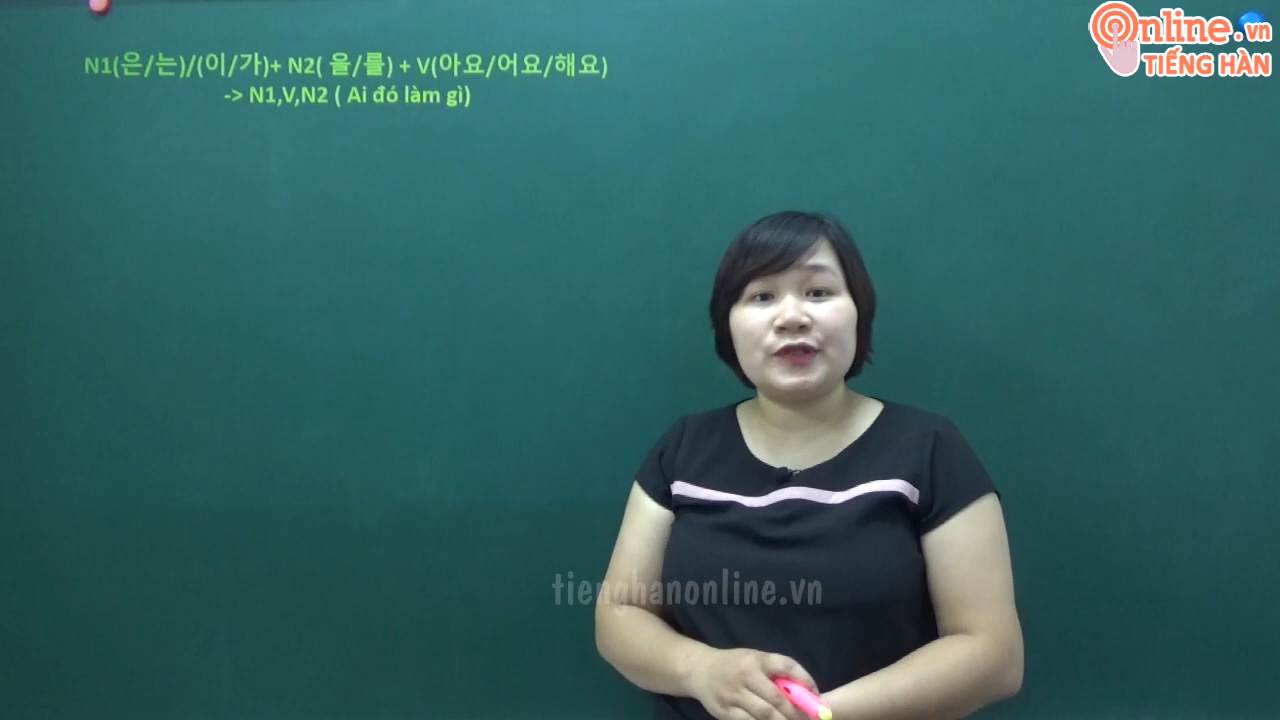 Online.vn
TIẾNG HÀN
N1(은/는)/(이/가)+ N2( 을/를) + V(아요/어요/해요)
-> N1,V,N2 ( Ai đó làm gì)
tienghanonline.vn